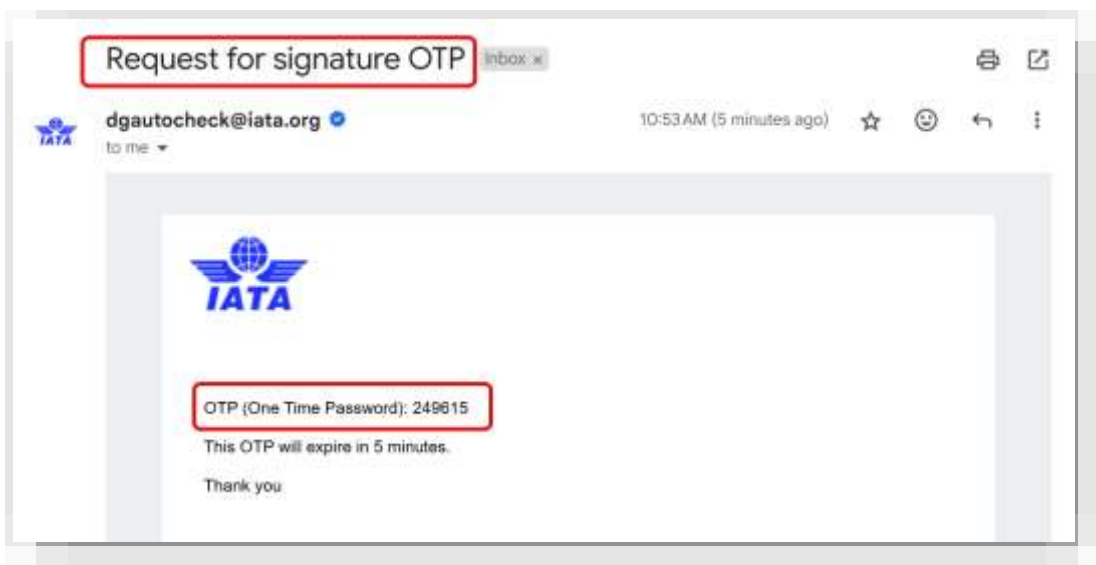 Request for signature OTP Inbox x
dgautocheck@iata.org 10:53 AM (5 minutes ago)
IATA
to me
IATA
OTP (One Time Password): 249615
This OTP will expire in 5 minutes.
Thank you